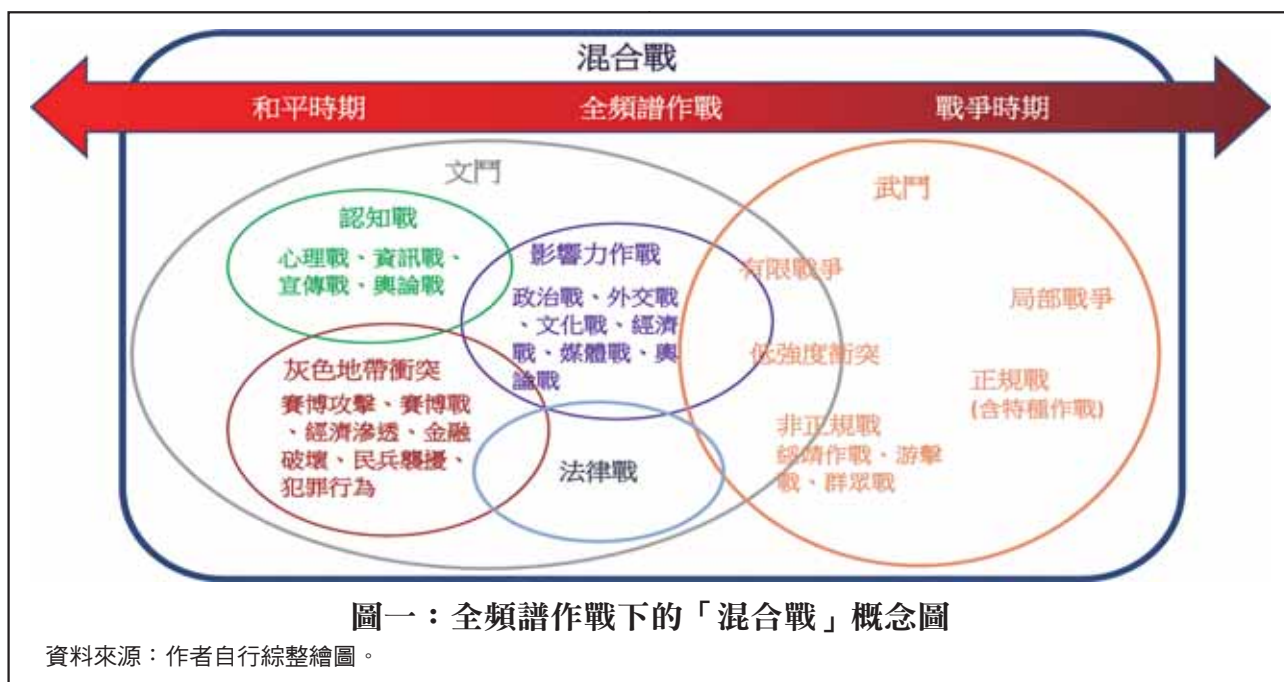 混合戰
和平時期 全頻譜作戰 戰爭時期
文鬥
武鬥
認知戰
心理戰、資訊戰、
宣傳戰、輿論戰
影響力作戰
政治戰、外交戰
、文化戰、經濟
戰、媒體戰、輿
論戰
有限戰爭
局部戰爭
低強度衝突
正規戰
(含特種作戰)
非正規戰
綏靖作戰、游擊
戰、群眾戰
灰色地帶衝突
賽博攻擊、賽博戰
、經濟滲透、金融
破壞、民兵襲擾、
犯罪行為
法律戰
圖一：全頻譜作戰下的「混合戰」概念圖
資料來源：作者自行綜整繪圖。